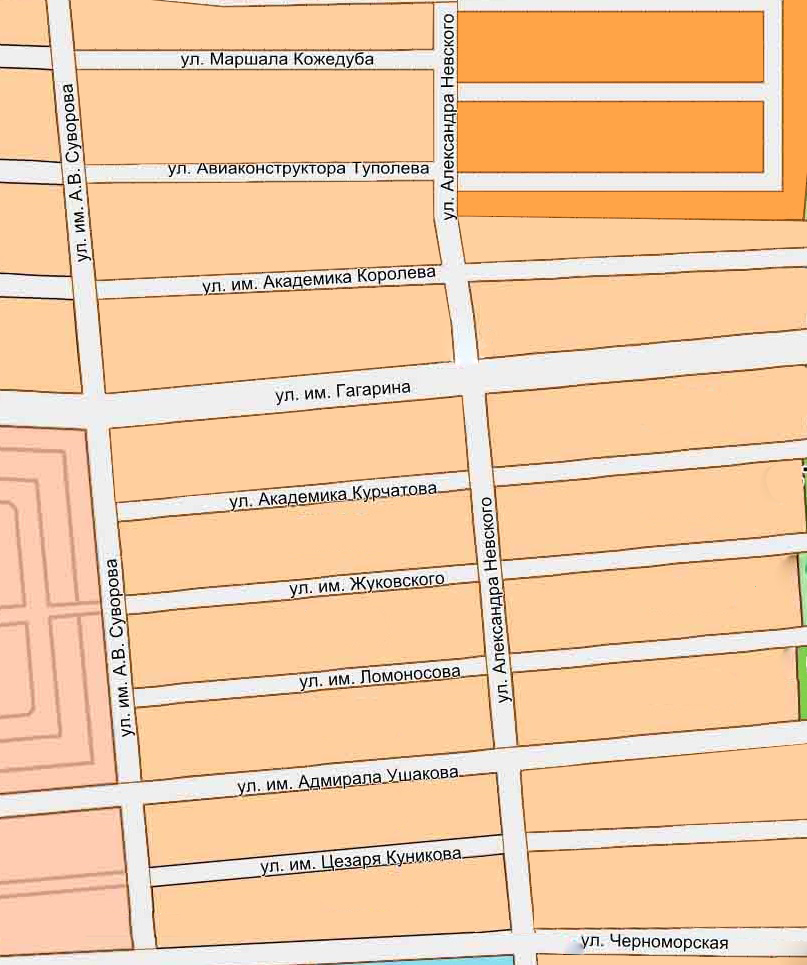 ул. Маршала Кожедуба
ул. Александра Невского
ул. им. А.В. Суворова
ул. Авиаконструктора Туполева
ул. им. Академика Королева
ул. им. Гагарина
ул. Академика Курчатова
ул. Александра Невского
ул. им. Жуковского
ул. им. А.В. Суворова
ул. им. Ломоносова
ул. им. Адмирала Ушакова
ул. им. Цезаря Куникова
ул. Черноморская